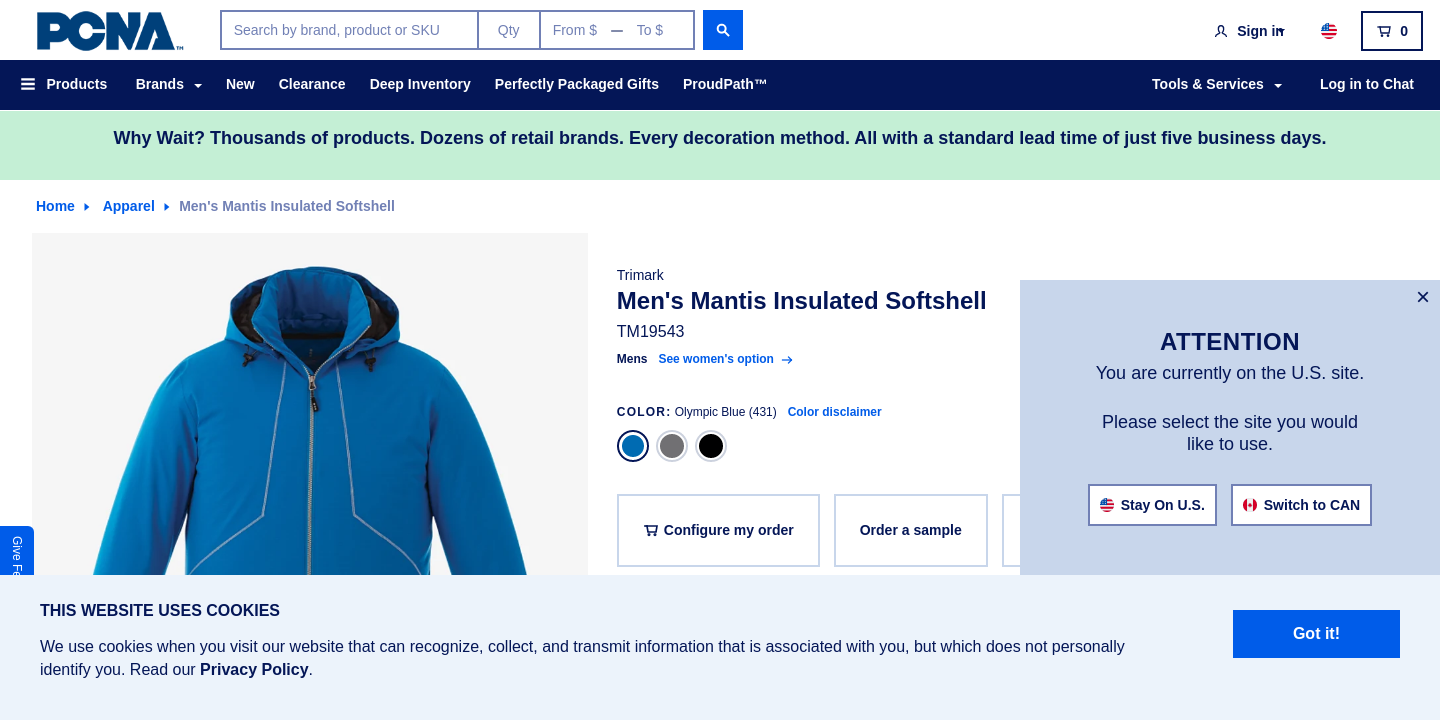 PCNA™
Search by brand, product or SKU
Qty
From $ — To $
Sign in
0
Products
Brands
New
Clearance
Deep Inventory
Perfectly Packaged Gifts
ProudPath™
Tools & Services
Log in to Chat
Why Wait? Thousands of products. Dozens of retail brands. Every decoration method. All with a standard lead time of just five business days.
Home
Apparel
Men's Mantis Insulated Softshell
Trimark
Men's Mantis Insulated Softshell
TM19543
Mens See women's option →
COLOR: Olympic Blue (431) Color disclaimer
Configure my order
Order a sample
×
ATTENTION
You are currently on the U.S. site.
Please select the site you would
like to use.
Stay On U.S.
Switch to CAN
Give
THIS WEBSITE USES COOKIES
We use cookies when you visit our website that can recognize, collect, and transmit information that is associated with you, but which does not personally
identify you. Read our Privacy Policy.
Got it!